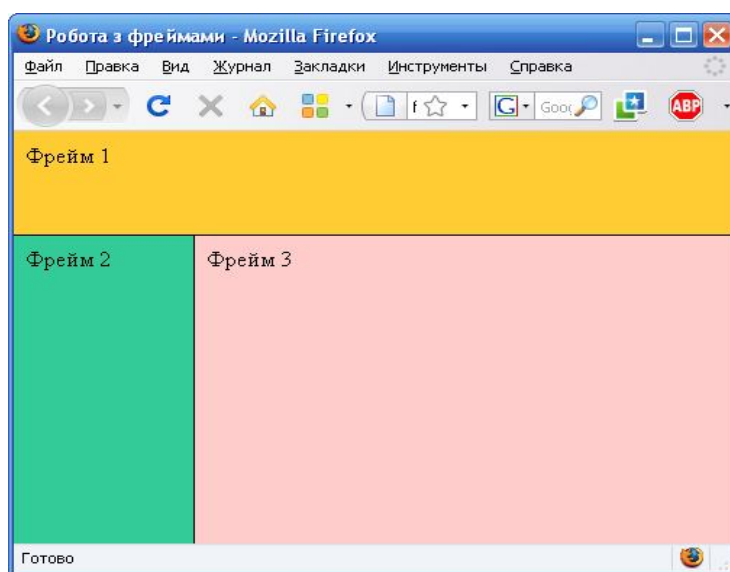 Робота з фреймами - Mozilla Firefox
Файл Правка Вид Журнал Закладки Инструменты Справка
f G Goo ABP
Фрейм 1
Фрейм 2 Фрейм 3
Готово